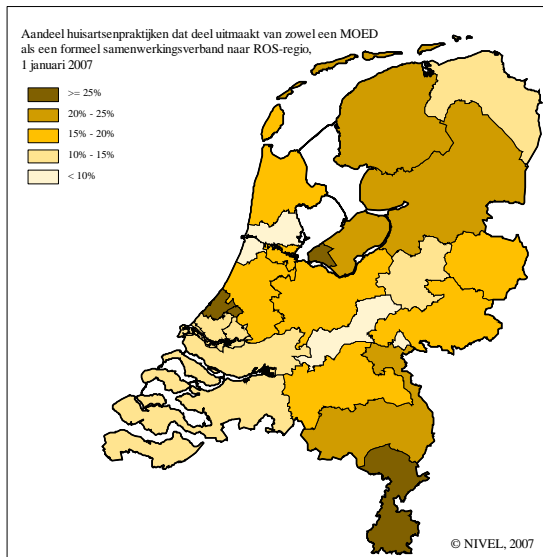 Aandeel huisartsenpraktijken dat deel uitmaakt van zowel een MOED
als een formeel samenwerkingsverband naar ROS-regio,
1 januari 2007
>= 25%
20% - 25%
15% - 20%
10% - 15%
< 10%
© NIVEL, 2007